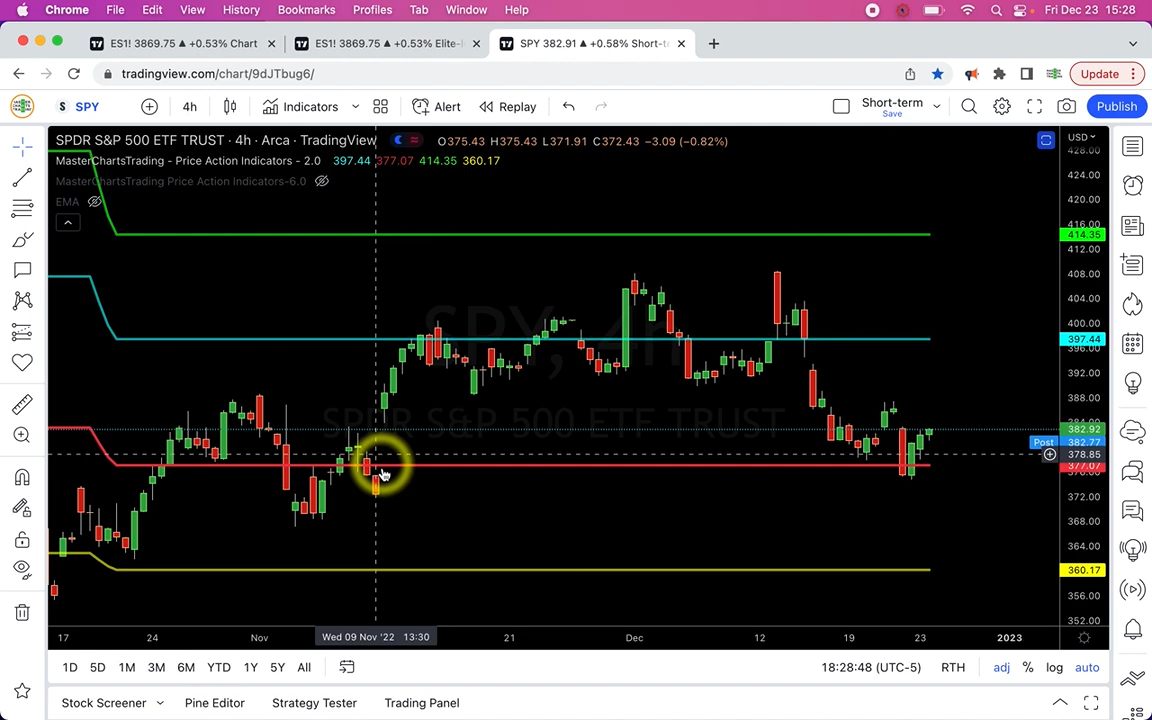 Chrome File Edit View History Bookmarks Profiles Tab Window Help Fri Dec 23 15:28
ES1! 3869.75 ▲ +0.53% Chart
ES1! 3869.75 ▲ +0.53% Elite-
SPY 382.91 ▲ +0.58% Short-te
tradingview.com/chart/9dJTbug6/
Update
SPY 4h Indicators Alert Replay Short-term Save Publish
SPDR S&P 500 ETF TRUST · 4h · Arca · TradingView O375.43 H375.43 L371.91 C372.43 −3.09 (−0.82%)
MasterChartsTrading - Price Action Indicators - 2.0 397.44 377.07 414.35 360.17
MasterChartsTrading Price Action Indicators-6.0
EMA
SPY, 4h
SPDR S&P 500 ETF TRUST
USD
428.00
424.00
420.00
416.00
414.35
412.00
408.00
404.00
400.00
397.44
396.00
392.00
388.00
382.92
Post 382.77
378.85
377.07
372.00
368.00
364.00
360.17
356.00
352.00
17 24 Nov Wed 09 Nov '22 13:30 21 Dec 12 19 23 2023
1D 5D 1M 3M 6M YTD 1Y 5Y All 18:28:48 (UTC-5) RTH adj % log auto
Stock Screener Pine Editor Strategy Tester Trading Panel